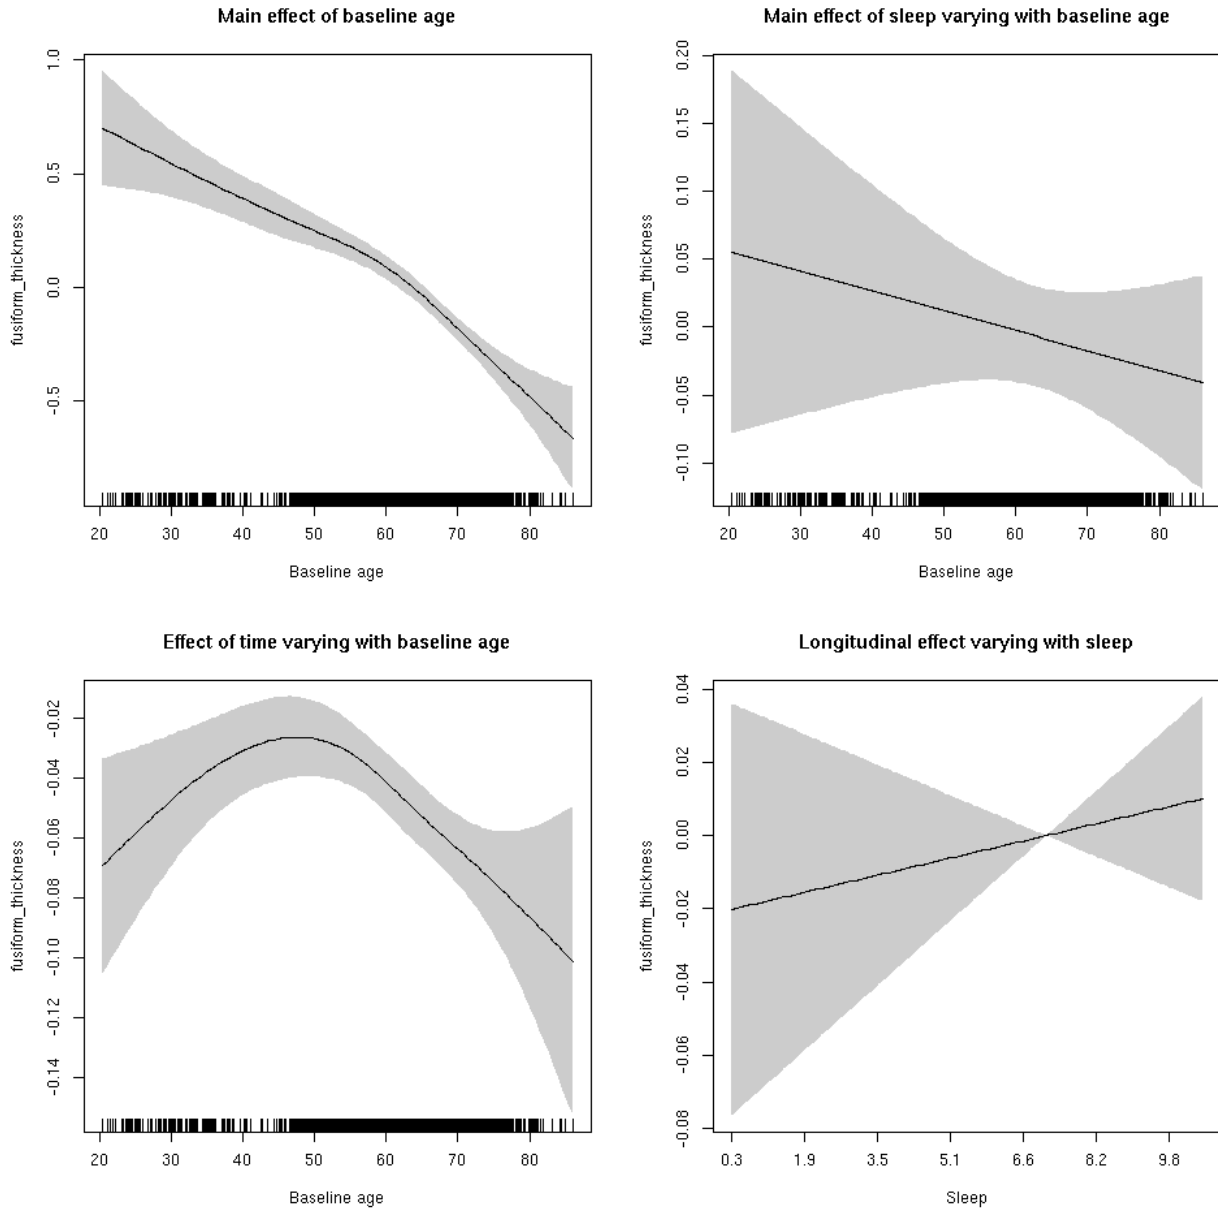 Main effect of baseline age
fusiform_thickness
1.0
0.5
0.0
-0.5
20 30 40 50 60 70 80
Baseline age
Main effect of sleep varying with baseline age
fusiform_thickness
0.20
0.15
0.10
0.05
0.00
-0.05
-0.10
20 30 40 50 60 70 80
Baseline age
Effect of time varying with baseline age
fusiform_thickness
-0.02
-0.04
-0.06
-0.08
-0.10
-0.12
-0.14
20 30 40 50 60 70 80
Baseline age
Longitudinal effect varying with sleep
fusiform_thickness
0.04
0.02
0.00
-0.02
-0.04
-0.06
-0.08
0.3 1.9 3.5 5.1 6.6 8.2 9.8
Sleep